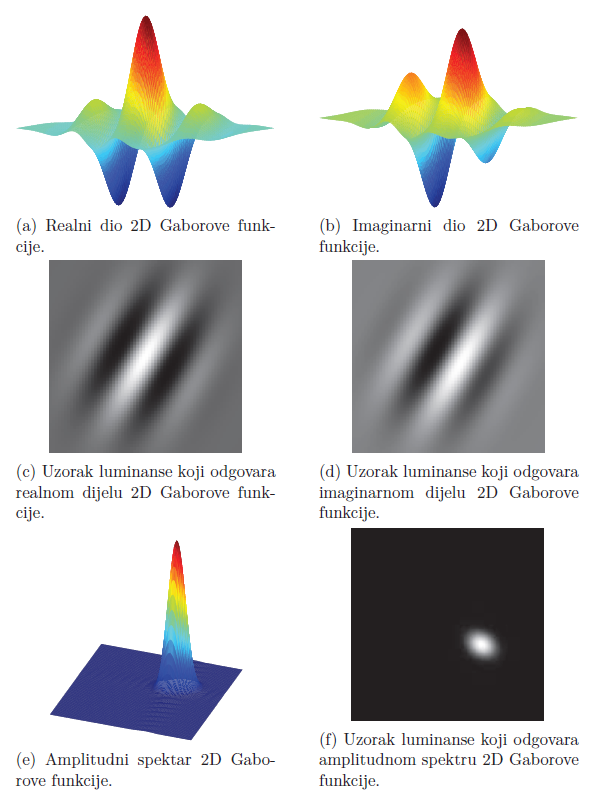 (a) Realni dio 2D Gaborove funk-
cije.
(b) Imaginarni dio 2D Gaborove
funkcije.
(c) Uzorak luminanse koji odgovara
realnom dijelu 2D Gaborove funk-
cije.
(d) Uzorak luminanse koji odgovara
imaginarnom dijelu 2D Gaborove
funkcije.
(e) Amplitudni spektar 2D Gabo-
rove funkcije.
(f) Uzorak luminanse koji odgovara
amplitudnom spektru 2D Gaborove
funkcije.